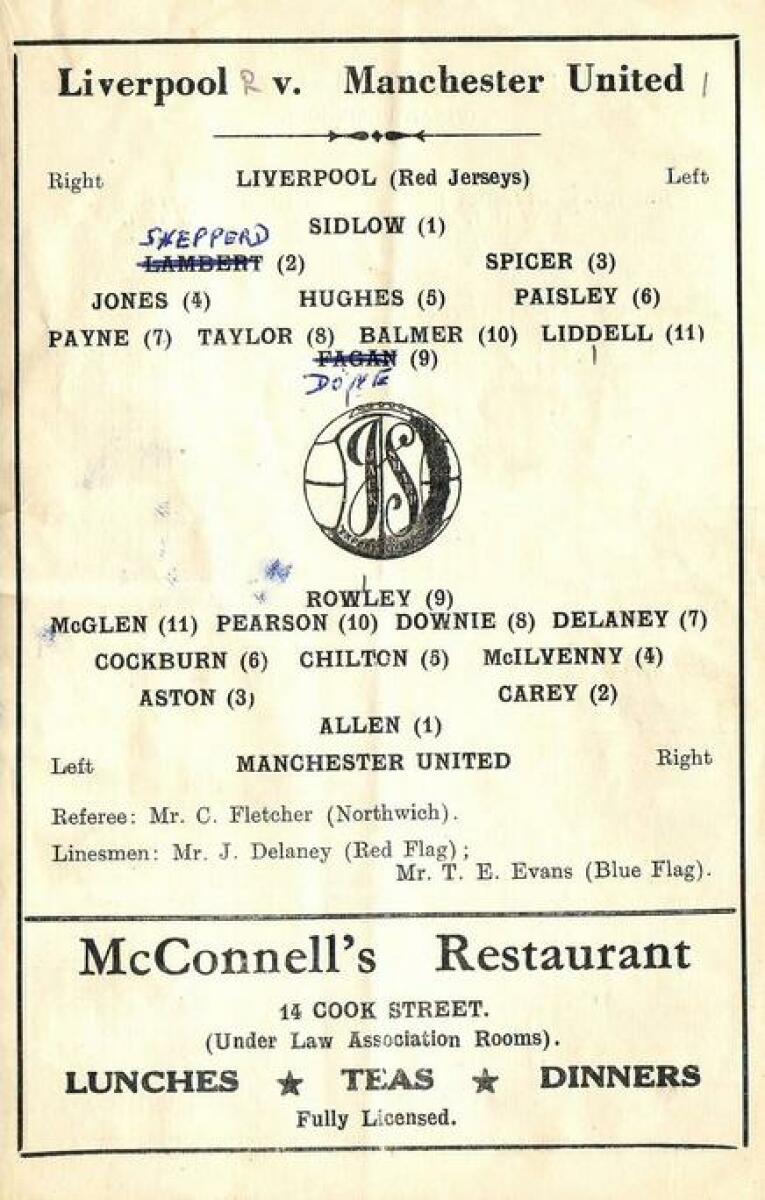 Liverpool R v. Manchester United 1
Right LIVERPOOL (Red Jerseys) Left
SIDLOW (1)
SHEPPERD
LAMBERT (2) SPICER (3)
JONES (4) HUGHES (5) PAISLEY (6)
PAYNE (7) TAYLOR (8) BALMER (10) LIDDELL (11)
FAGAN (9)
DONE
ROWLEY (9)
McGLEN (11) PEARSON (10) DOWNIE (8) DELANEY (7)
COCKBURN (6) CHILTON (5) McILVENNY (4)
ASTON (3) CAREY (2)
ALLEN (1)
Left MANCHESTER UNITED Right
Referee: Mr. C. Fletcher (Northwich).
Linesmen: Mr. J. Delaney (Red Flag);
Mr. T. E. Evans (Blue Flag).
McConnell's Restaurant
14 COOK STREET.
(Under Law Association Rooms).
LUNCHES ★ TEAS ★ DINNERS
Fully Licensed.